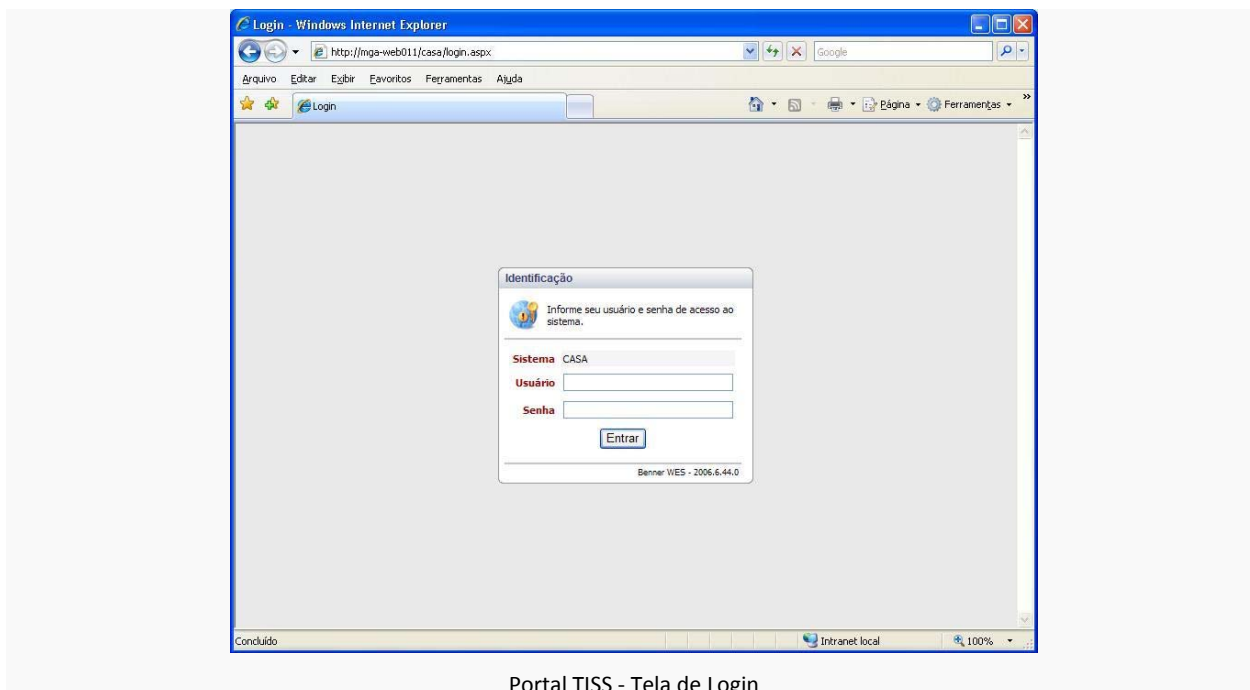 Login - Windows Internet Explorer
http://mga-web011/casa/login.aspx
Google
Arquivo Editar Exibir Favoritos Ferramentas Ajuda
Login
Página Ferramentas »
Identificação
Informe seu usuário e senha de acesso ao
sistema.
Sistema CASA
Usuário
Senha
Entrar
Benner WES - 2006.6.44.0
Concluído
Intranet local
100%
Portal TISS - Tela de Login